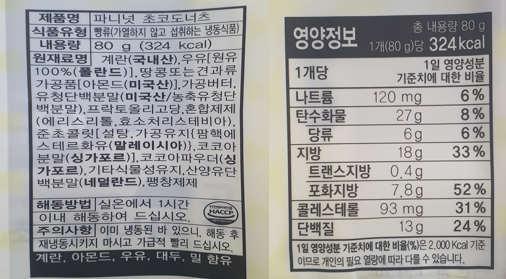 제품명 파니넛 초코도너츠
식품유형 빵류(가열하지 않고 섭취하는 냉동식품)
내용량 80 g (324 kcal)
원재료명 계란(국내산),우유[원유
100%(폴란드)],땅콩또는견과류
가공품[아몬드(미국산)],가공버터,
유청단백분말(미국산/농축유청단
백분말),프락토올리고당,혼합제제
(에리스리톨,효소처리스테비아),
준초콜릿[설탕,가공유지{팜핵에
스테르화유(말레이시아)},코코아
분말(싱가포르)],코코아파우더(싱
가포르),기타식물성유지,산양유단
백분말(네덜란드),팽창제제
해동방법 실온에서 1시간
이내 해동하여 드십시오.
HACCP
주의사항 이미 냉동된 바 있으니, 해동 후
재냉동시키지 마시고 가급적 빨리 드십시오.
계란, 아몬드, 우유, 대두, 밀 함유
영양정보 총 내용량 80 g
1개(80 g)당 324 kcal
1개당 1일 영양성분
기준치에 대한 비율
나트륨 120 mg 6 %
탄수화물 27 g 8 %
당류 6 g 6 %
지방 18 g 33 %
트랜스지방 0.4 g
포화지방 7.8 g 52 %
콜레스테롤 93 mg 31 %
단백질 13 g 24 %
1일 영양성분 기준치에 대한 비율(%)은 2,000 Kcal 기준
이므로 개인의 필요 열량에 따라 다를 수 있습니다.